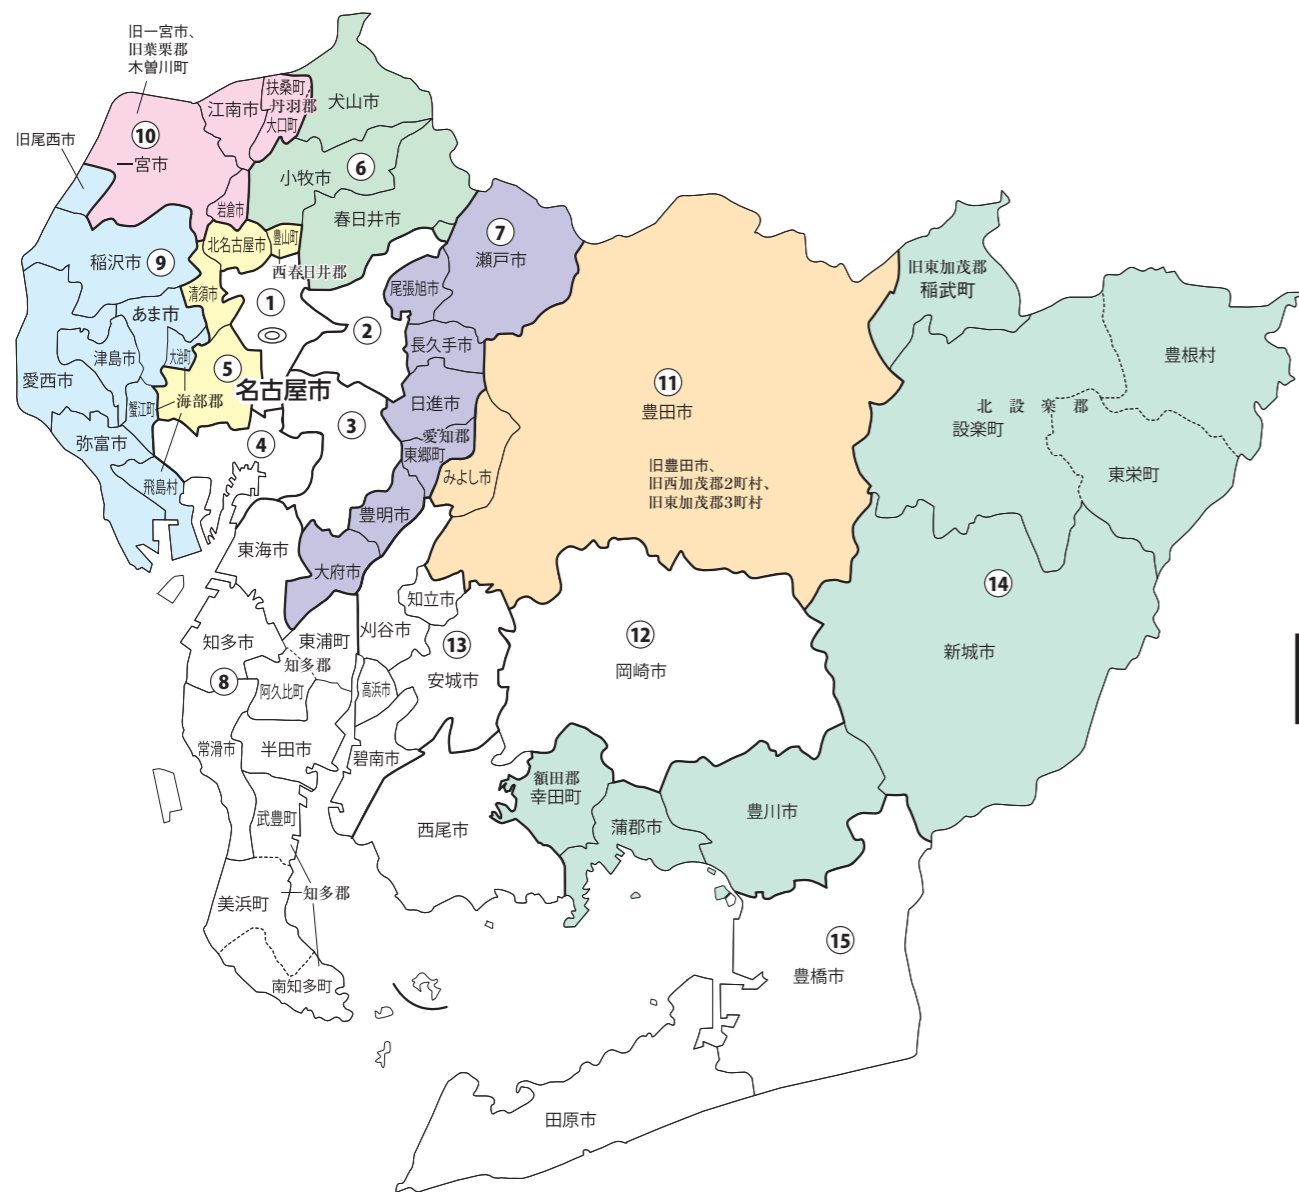 旧一宮市、
旧葉栗郡
木曽川町
扶桑町
丹羽郡
大口町
江南市
犬山市
⑩
一宮市
旧尾西市
小牧市
⑥
岩倉市
春日井市
⑦
瀬戸市
北名古屋市
豊山町
西春日井郡
稲沢市
⑨
清須市
尾張旭市
①
②
旧東加茂郡
稲武町
あま市
津島市
大治町
長久手市
豊根村
愛西市
⑤
名古屋市
⑪
豊田市
蟹江町
海部郡
日進市
北設楽郡
設楽町
弥富市
④
③
愛知郡
東郷町
みよし市
旧豊田市、
旧西加茂郡2町村、
旧東加茂郡3町村
東栄町
飛島村
豊明市
東海市
大府市
⑭
知立市
知多市
東浦町
刈谷市
⑫
岡崎市
⑬
安城市
新城市
知多郡
⑧
阿久比町
高浜市
常滑市
半田市
碧南市
額田郡
幸田町
武豊町
西尾市
蒲郡市
豊川市
知多郡
美浜町
⑮
豊橋市
南知多町
田原市